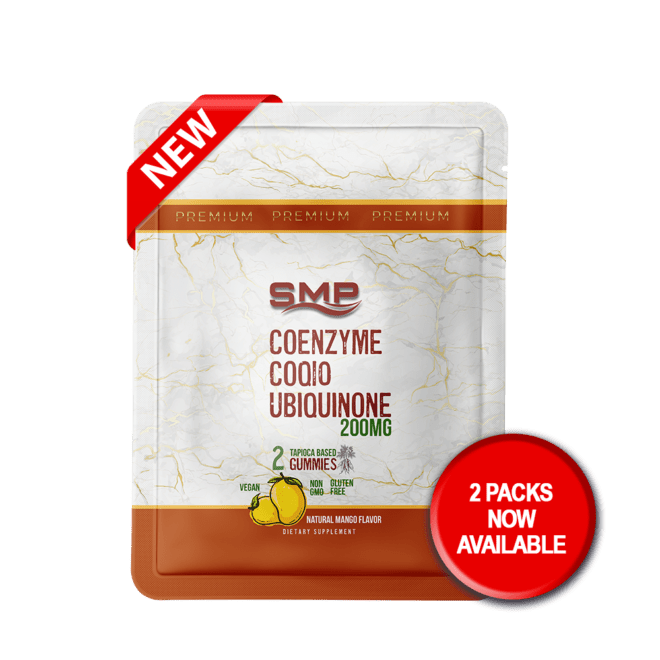 NEW
PREMIUM PREMIUM PREMIUM
SMP
COENZYME
COQ10
UBIQUINONE
200MG
2 TAPIOCA BASED
GUMMIES
VEGAN
NON
GMO
GLUTEN
FREE
NATURAL MANGO FLAVOR
DIETARY SUPPLEMENT
2 PACKS
NOW
AVAILABLE